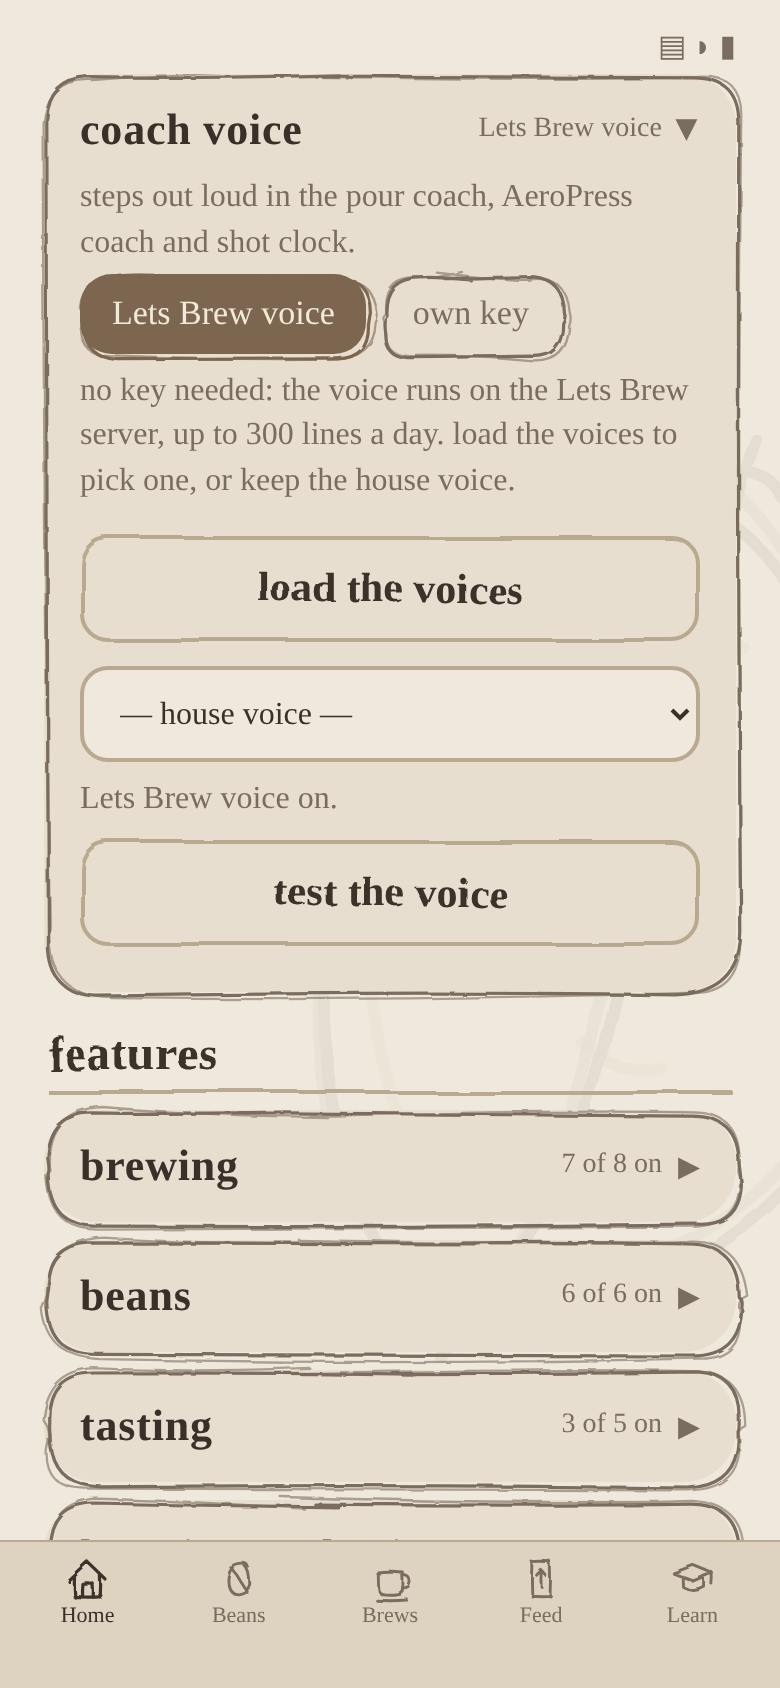 coach voice
Lets Brew voice ▼
steps out loud in the pour coach, AeroPress
coach and shot clock.
Lets Brew voice
own key
no key needed: the voice runs on the Lets Brew
server, up to 300 lines a day. load the voices to
pick one, or keep the house voice.
load the voices
— house voice —
Lets Brew voice on.
test the voice
features
brewing
7 of 8 on ▶
beans
6 of 6 on ▶
tasting
3 of 5 on ▶
Home
Beans
Brews
Feed
Learn